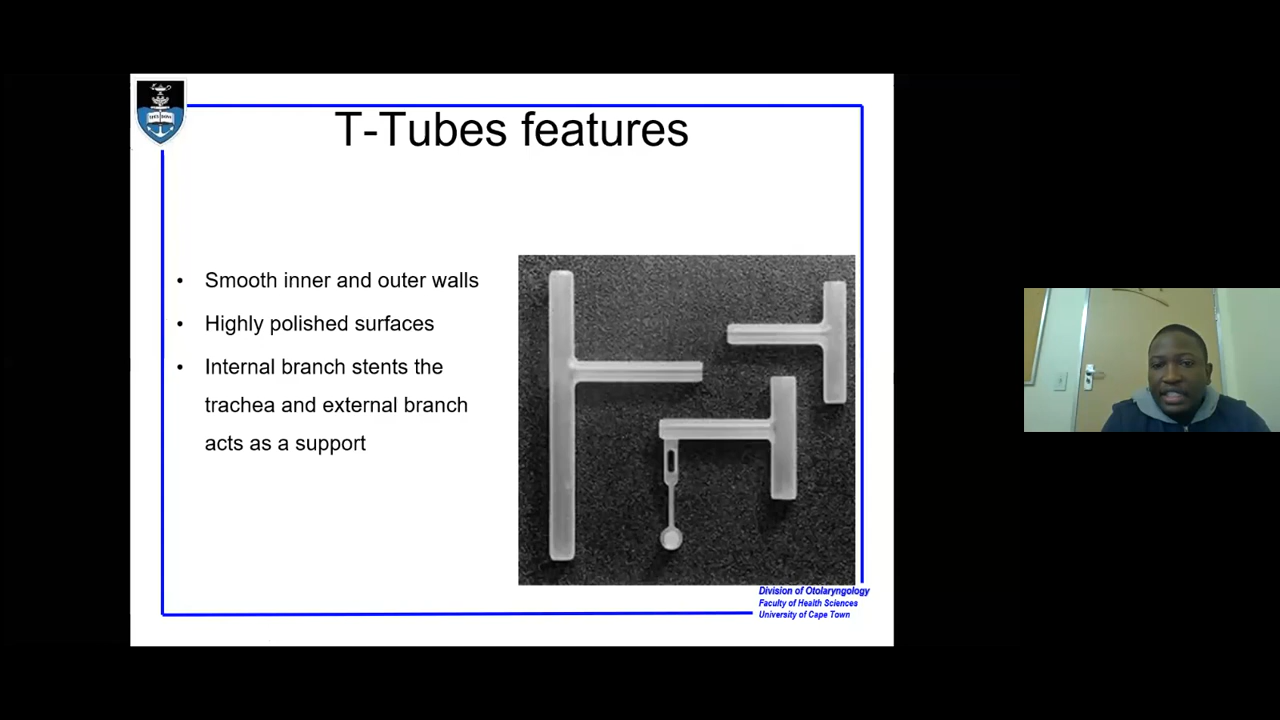 T-Tubes features
• Smooth inner and outer walls
• Highly polished surfaces
• Internal branch stents the
trachea and external branch
acts as a support
Division of Otolaryngology
Faculty of Health Sciences
University of Cape Town